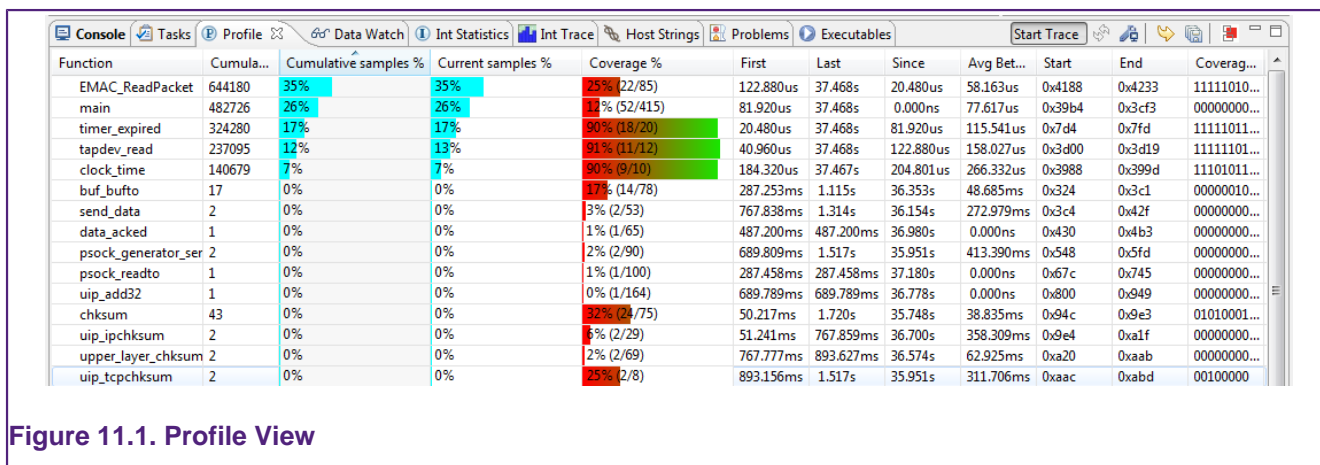 Console Tasks Profile Data Watch Int Statistics Int Trace Host Strings Problems Executables Start Trace
Function Cumula... Cumulative samples % Current samples % Coverage % First Last Since Avg Bet... Start End Coverag...
EMAC_ReadPacket 644180 35% 35% 25% (22/85) 122.880us 37.468s 20.480us 58.163us 0x4188 0x4233 11111010...
main 482726 26% 26% 12% (52/415) 81.920us 37.468s 0.000ns 77.617us 0x39b4 0x3cf3 00000000...
timer_expired 324280 17% 17% 90% (18/20) 20.480us 37.468s 81.920us 115.541us 0x7d4 0x7fd 11111011...
tapdev_read 237095 12% 13% 91% (11/12) 40.960us 37.468s 122.880us 158.027us 0x3d00 0x3d19 11111101...
clock_time 140679 7% 7% 90% (9/10) 184.320us 37.467s 204.801us 266.332us 0x3988 0x399d 11101011...
buf_bufto 17 0% 0% 17% (14/78) 287.253ms 1.115s 36.353s 48.685ms 0x324 0x3c1 00000010...
send_data 2 0% 0% 3% (2/53) 767.838ms 1.314s 36.154s 272.979ms 0x3c4 0x42f 00000000...
data_acked 1 0% 0% 1% (1/65) 487.200ms 487.200ms 36.980s 0.000ns 0x430 0x4b3 00000000...
psock_generator_ser 2 0% 0% 2% (2/90) 689.809ms 1.517s 35.951s 413.390ms 0x548 0x5fd 00000000...
psock_readto 1 0% 0% 1% (1/100) 287.458ms 287.458ms 37.180s 0.000ns 0x67c 0x745 00000000...
uip_add32 1 0% 0% 0% (1/164) 689.789ms 689.789ms 36.778s 0.000ns 0x800 0x949 00000000...
chksum 43 0% 0% 32% (24/75) 50.217ms 1.720s 35.748s 38.835ms 0x94c 0x9e3 01010001...
uip_ipchksum 2 0% 0% 6% (2/29) 51.241ms 767.859ms 36.700s 358.309ms 0x9e4 0xa1f 00000000...
upper_layer_chksum 2 0% 0% 2% (2/69) 767.777ms 893.627ms 36.574s 62.925ms 0xa20 0xaab 00000000...
uip_tcpchksum 2 0% 0% 25% (2/8) 893.156ms 1.517s 35.951s 311.706ms 0xaac 0xabd 00100000
Figure 11.1. Profile View